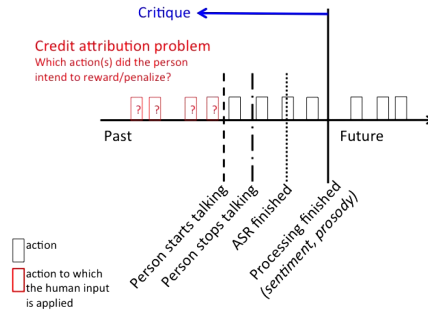 Critique
Credit attribution problem
Which action(s) did the person
intend to reward/penalize?
? ? ? ?
Past
Future
Person starts talking
Person stops talking
ASR finished
Processing finished
(sentiment, prosody)
action
action to which
the human input
is applied